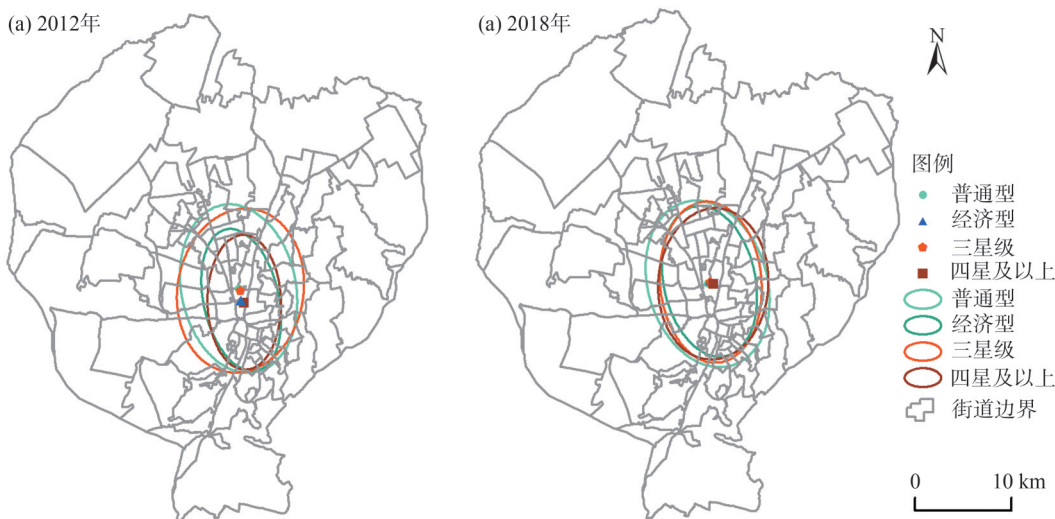 (a) 2012年
(a) 2018年
N
图例
普通型
经济型
三星级
四星及以上
普通型
经济型
三星级
四星及以上
街道边界
0 10 km